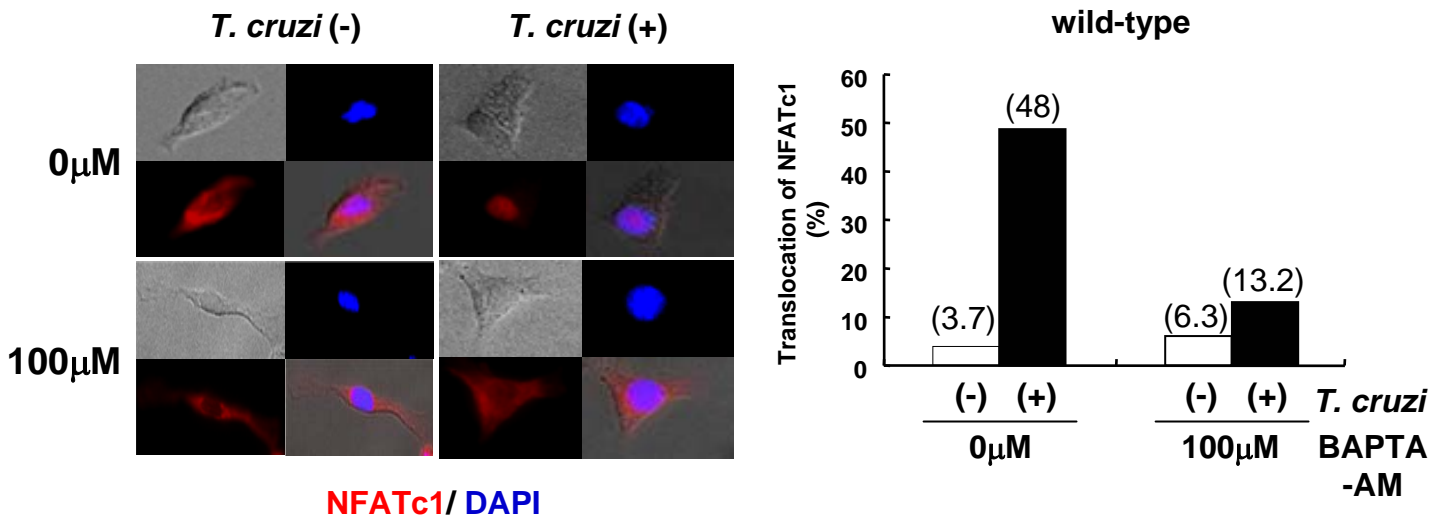 T. cruzi (-)
T. cruzi (+)
0μM
100μM
NFATc1/ DAPI
wild-type
Translocation of NFATc1
(%)
60
50
40
30
20
10
0
(3.7)
(48)
(6.3)
(13.2)
(-) (+) (-) (+) T. cruzi
0μM 100μM BAPTA
-AM